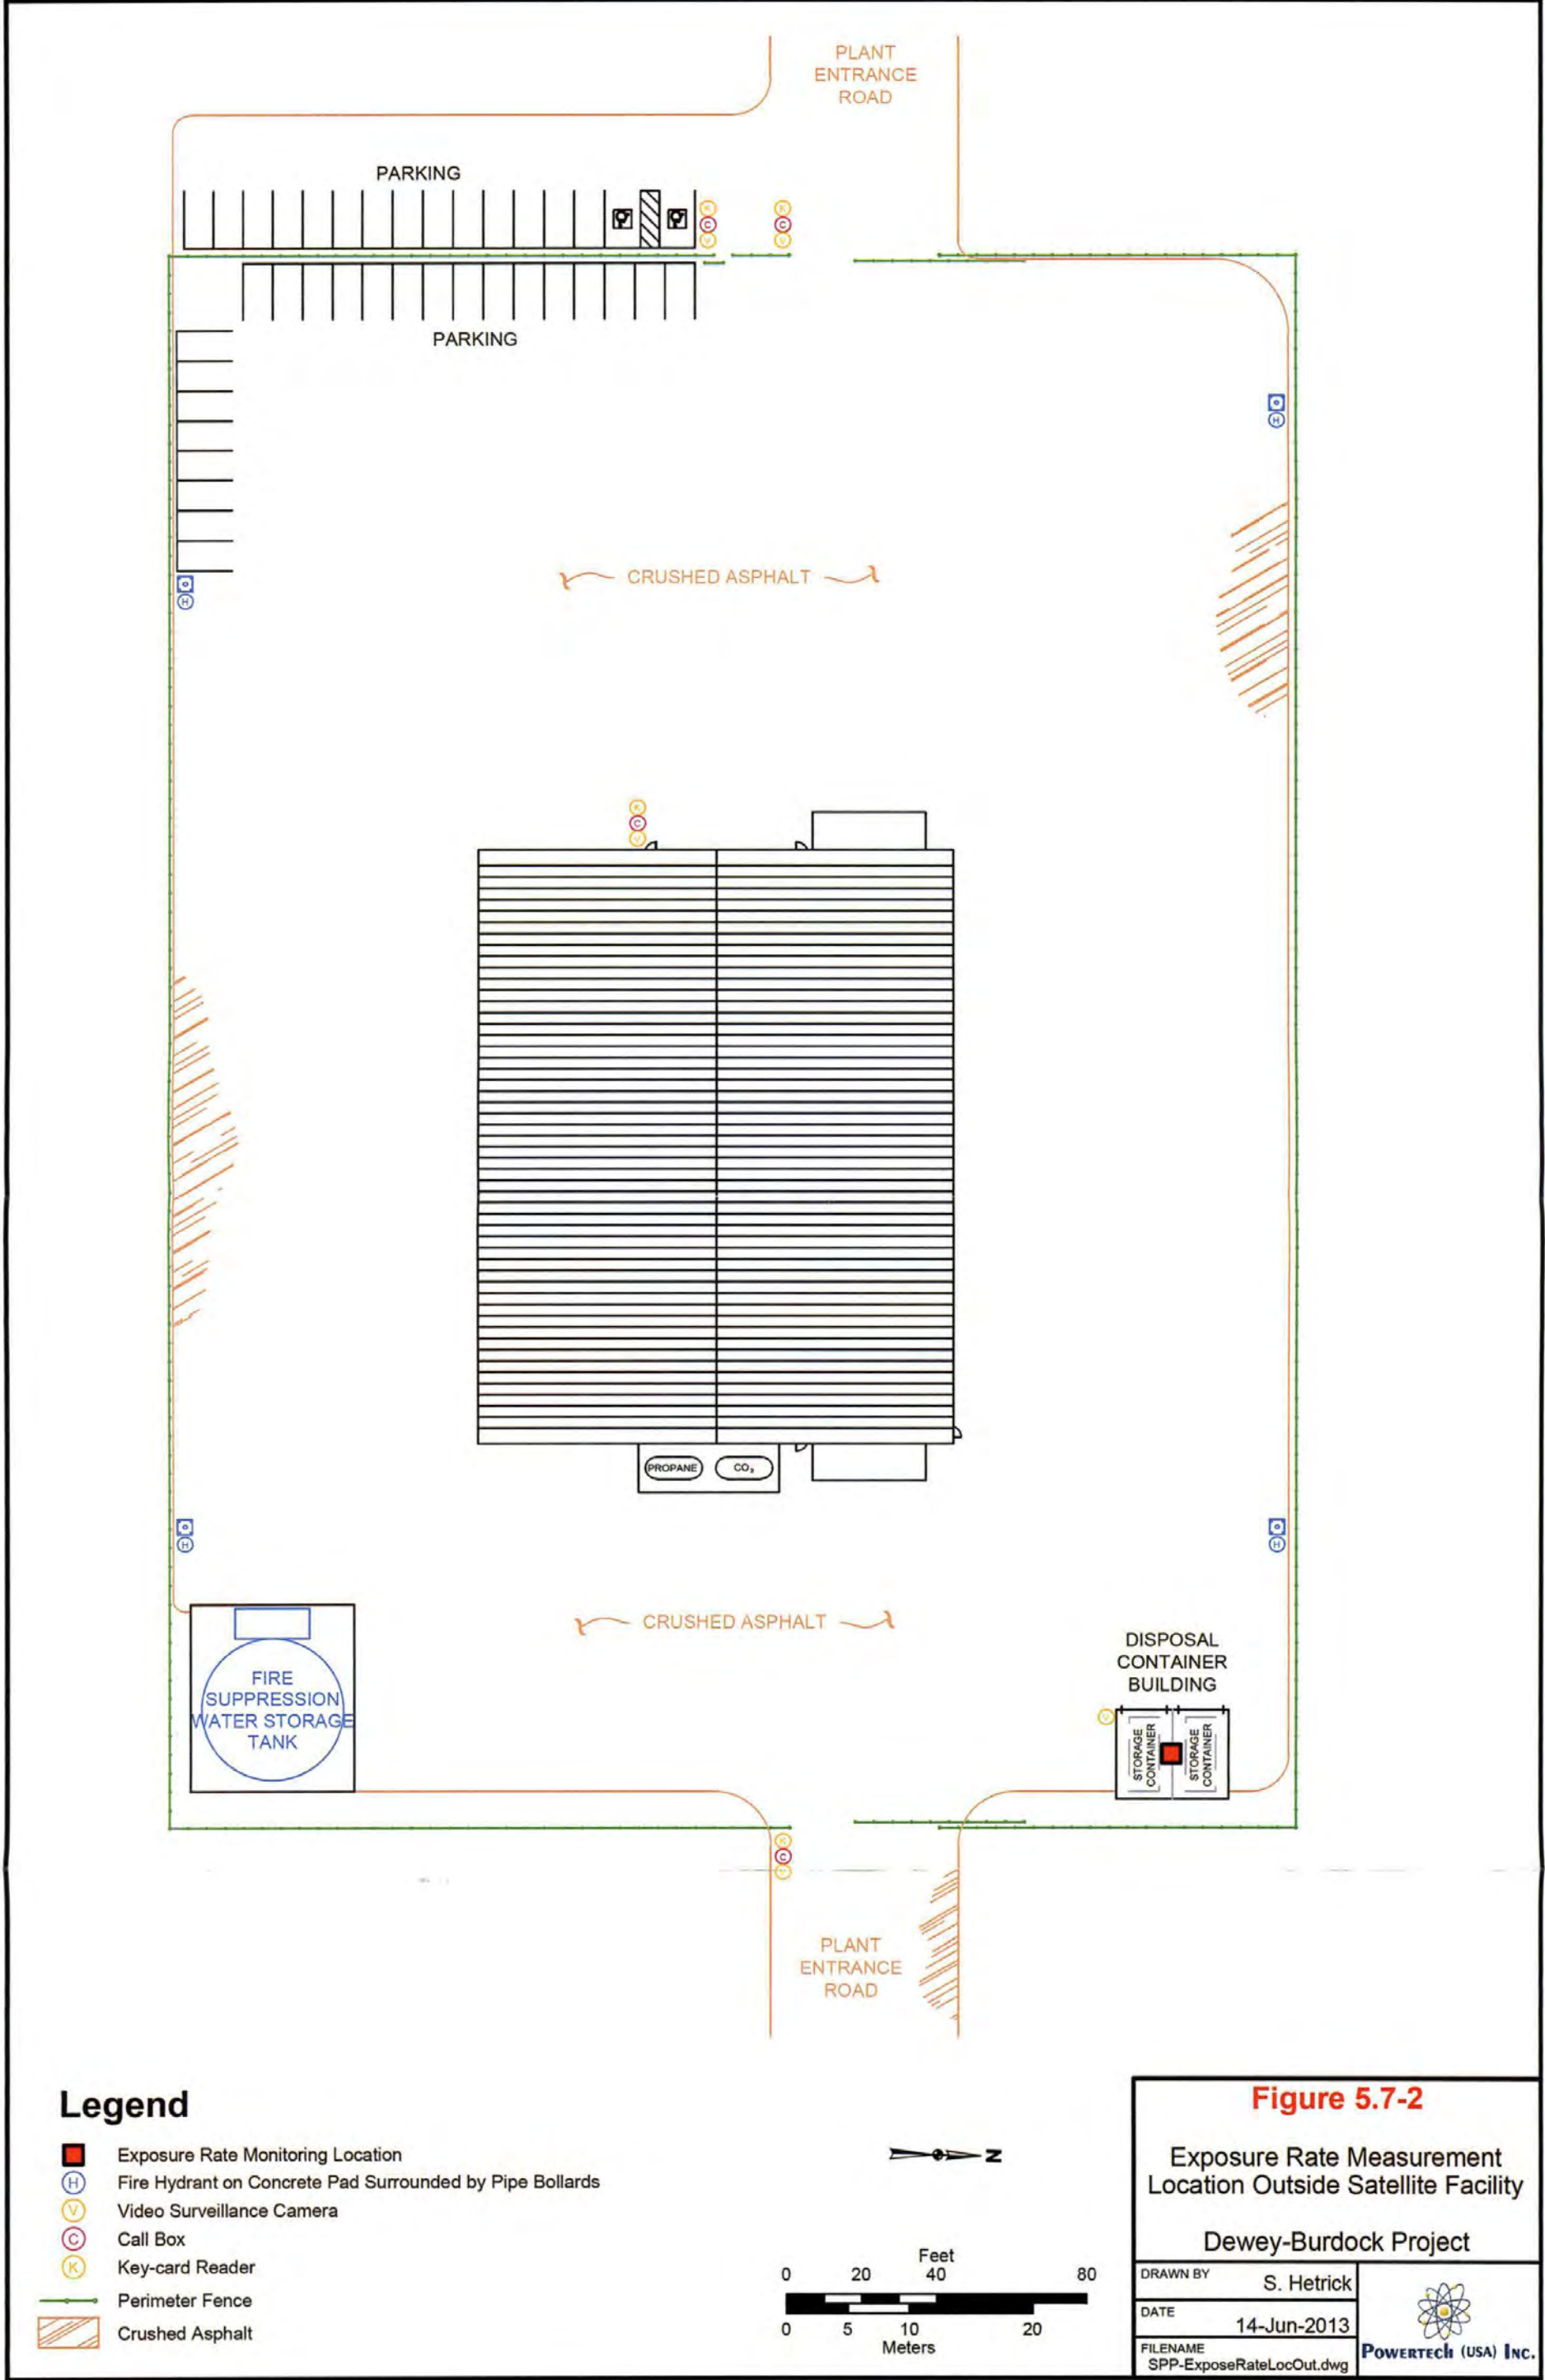 PLANT
ENTRANCE
ROAD
PARKING
K
C
V
K
C
V
PARKING
H
CRUSHED ASPHALT
H
K
C
V
PROPANE
CO₂
H
H
CRUSHED ASPHALT
FIRE
SUPPRESSION
WATER STORAGE
TANK
DISPOSAL
CONTAINER
BUILDING
V
STORAGE
CONTAINER
STORAGE
CONTAINER
K
C
V
PLANT
ENTRANCE
ROAD
Legend
Exposure Rate Monitoring Location
H
Fire Hydrant on Concrete Pad Surrounded by Pipe Bollards
V
Video Surveillance Camera
C
Call Box
K
Key-card Reader
Perimeter Fence
Crushed Asphalt
N
Feet
0 20 40 80
0 5 10 20
Meters
Figure 5.7-2
Exposure Rate Measurement
Location Outside Satellite Facility
Dewey-Burdock Project
DRAWN BY S. Hetrick
DATE 14-Jun-2013
FILENAME
SPP-ExposeRateLocOut.dwg
POWERTECH (USA) INC.